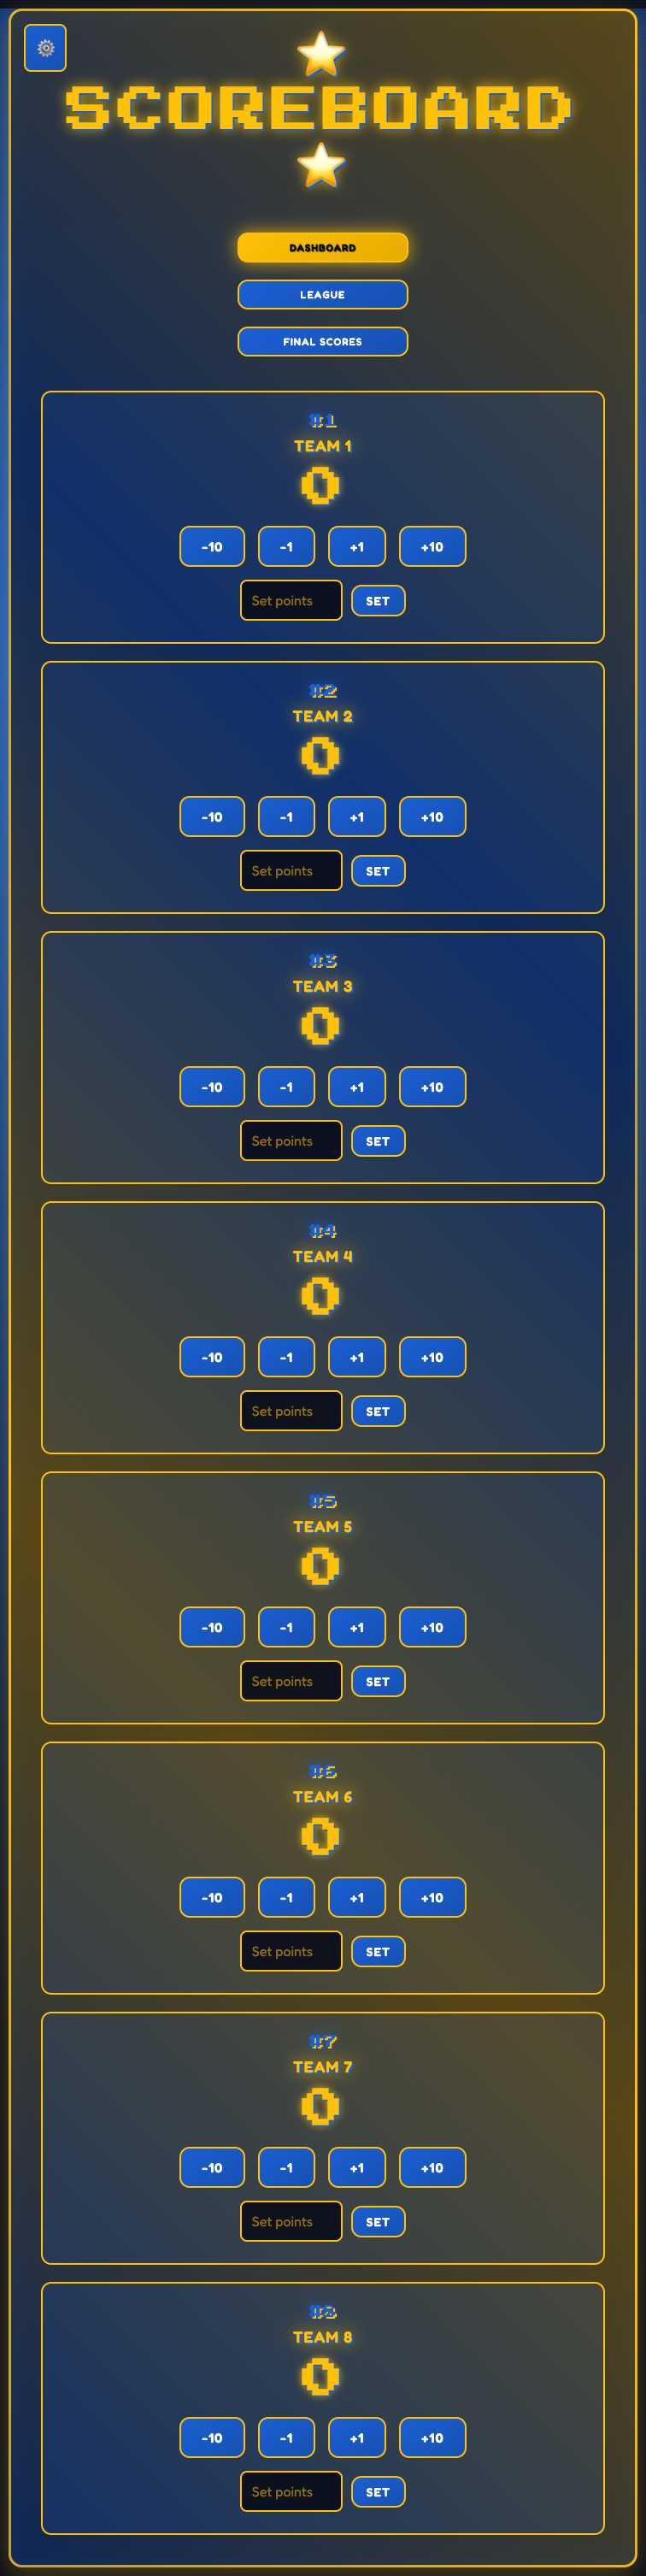 SCOREBOARD
DASHBOARD
LEAGUE
FINAL SCORES
#1
TEAM 1
0
-10 -1 +1 +10
Set points SET
#2
TEAM 2
0
-10 -1 +1 +10
Set points SET
#3
TEAM 3
0
-10 -1 +1 +10
Set points SET
#4
TEAM 4
0
-10 -1 +1 +10
Set points SET
#5
TEAM 5
0
-10 -1 +1 +10
Set points SET
#6
TEAM 6
0
-10 -1 +1 +10
Set points SET
#7
TEAM 7
0
-10 -1 +1 +10
Set points SET
#8
TEAM 8
0
-10 -1 +1 +10
Set points SET